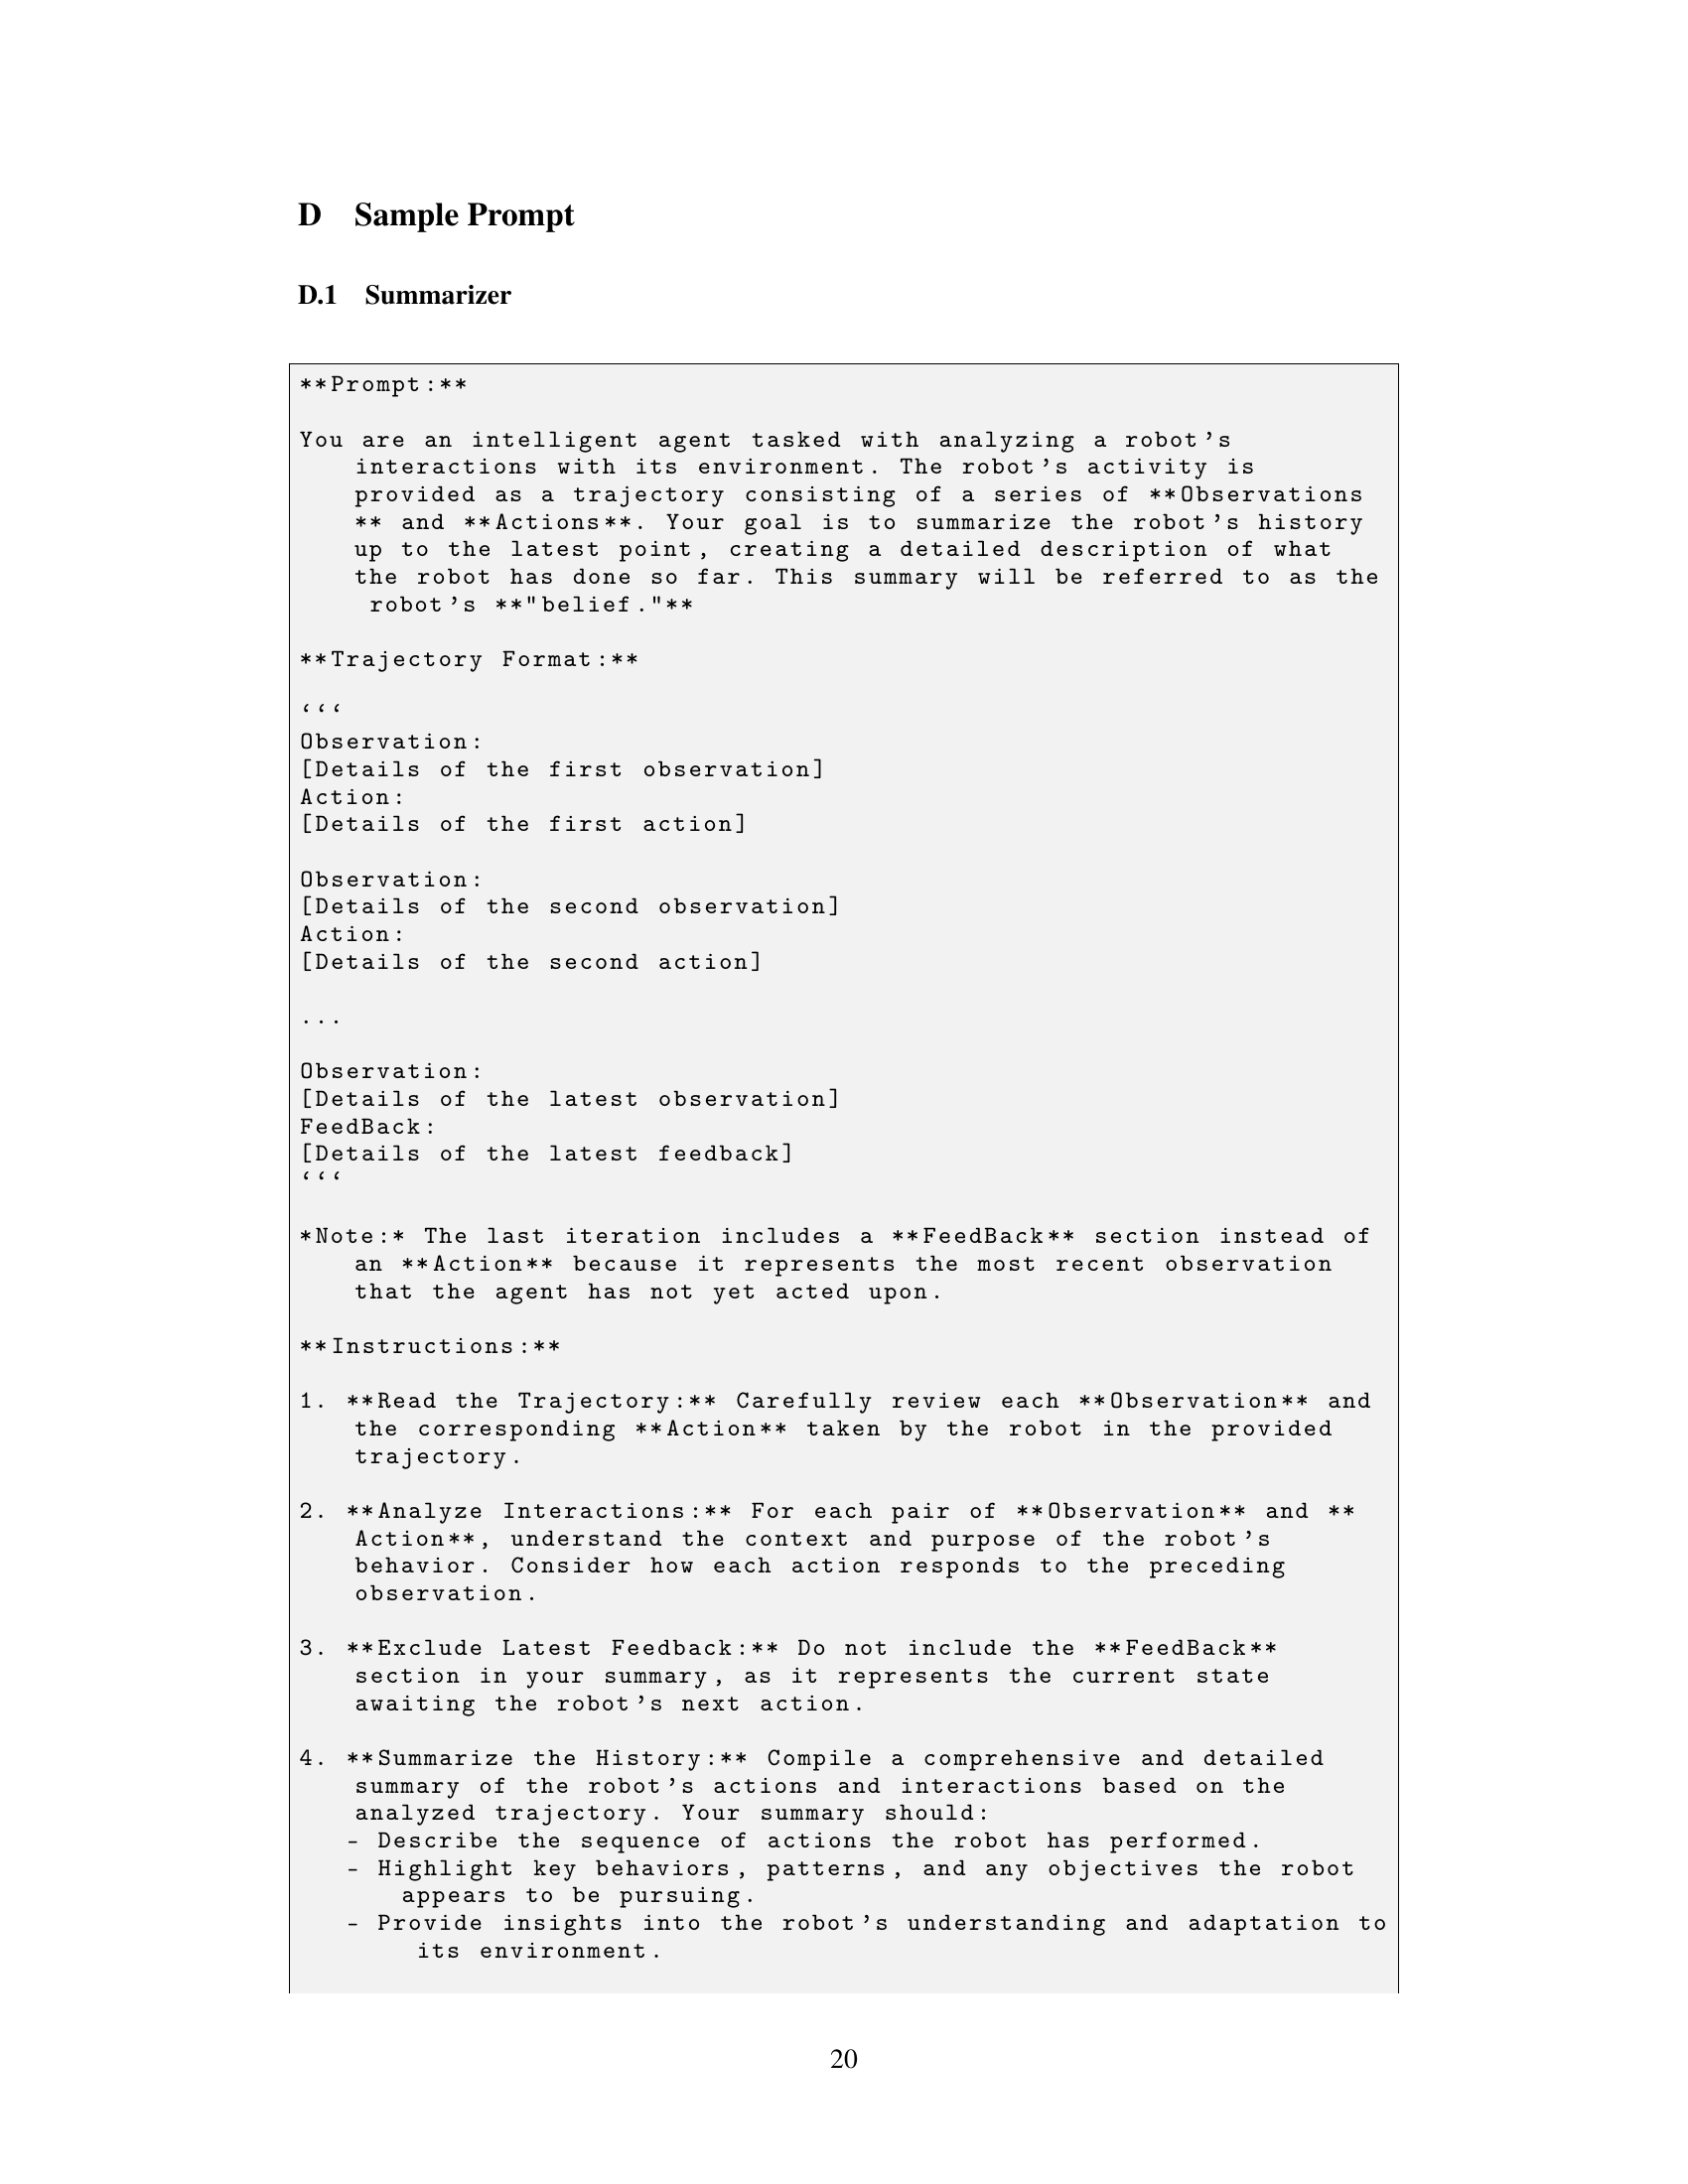 D Sample Prompt
D.1 Summarizer
**Prompt:**
You are an intelligent agent tasked with analyzing a robot's
interactions with its environment. The robot's activity is
provided as a trajectory consisting of a series of **Observations
** and **Actions**. Your goal is to summarize the robot's history
up to the latest point, creating a detailed description of what
the robot has done so far. This summary will be referred to as the
robot's **"belief."**
**Trajectory Format:**
‘‘‘
Observation:
[Details of the first observation]
Action:
[Details of the first action]
Observation:
[Details of the second observation]
Action:
[Details of the second action]
...
Observation:
[Details of the latest observation]
FeedBack:
[Details of the latest feedback]
‘‘‘
*Note:* The last iteration includes a **FeedBack** section instead of
an **Action** because it represents the most recent observation
that the agent has not yet acted upon.
**Instructions:**
1. **Read the Trajectory:** Carefully review each **Observation** and
the corresponding **Action** taken by the robot in the provided
trajectory.
2. **Analyze Interactions:** For each pair of **Observation** and **
Action**, understand the context and purpose of the robot's
behavior. Consider how each action responds to the preceding
observation.
3. **Exclude Latest Feedback:** Do not include the **FeedBack**
section in your summary, as it represents the current state
awaiting the robot's next action.
4. **Summarize the History:** Compile a comprehensive and detailed
summary of the robot's actions and interactions based on the
analyzed trajectory. Your summary should:
- Describe the sequence of actions the robot has performed.
- Highlight key behaviors, patterns, and any objectives the robot
appears to be pursuing.
- Provide insights into the robot's understanding and adaptation to
its environment.
20